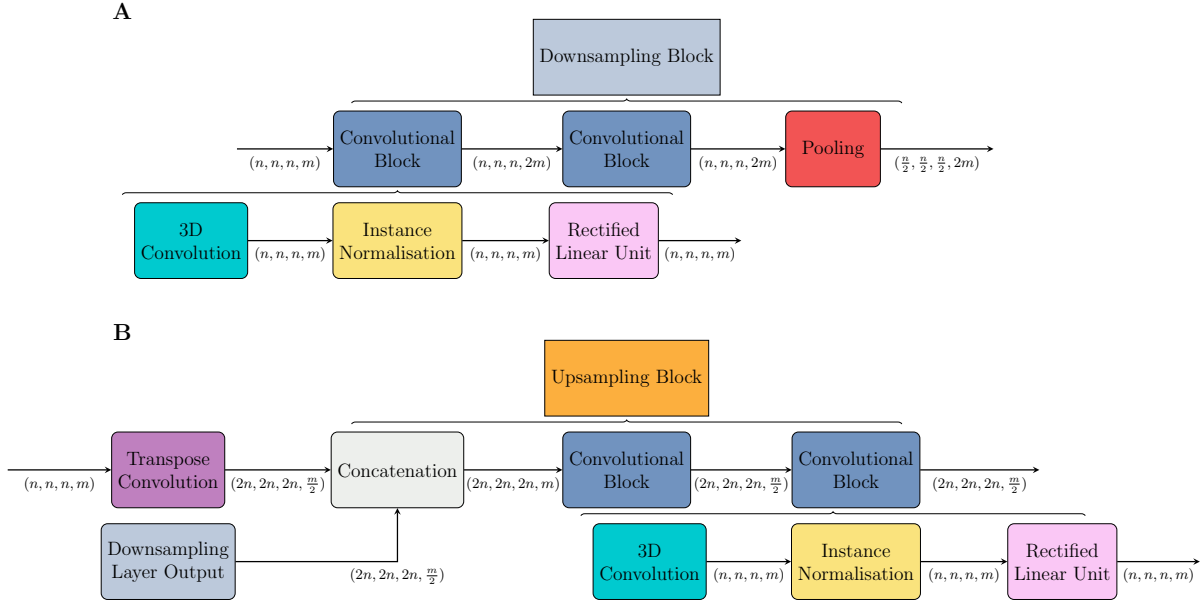 A
Downsampling Block
Convolutional
Block
Convolutional
Block
Pooling
(n, n, n, m)
(n, n, n, 2m)
(n, n, n, 2m)
(n/2, n/2, n/2, 2m)
3D
Convolution
Instance
Normalisation
Rectified
Linear Unit
(n, n, n, m)
(n, n, n, m)
(n, n, n, m)
B
Upsampling Block
Transpose
Convolution
Concatenation
Convolutional
Block
Convolutional
Block
(n, n, n, m)
(2n, 2n, 2n, m/2)
(2n, 2n, 2n, m)
(2n, 2n, 2n, m/2)
(2n, 2n, 2n, m/2)
Downsampling
Layer Output
(2n, 2n, 2n, m/2)
3D
Convolution
Instance
Normalisation
Rectified
Linear Unit
(n, n, n, m)
(n, n, n, m)
(n, n, n, m)